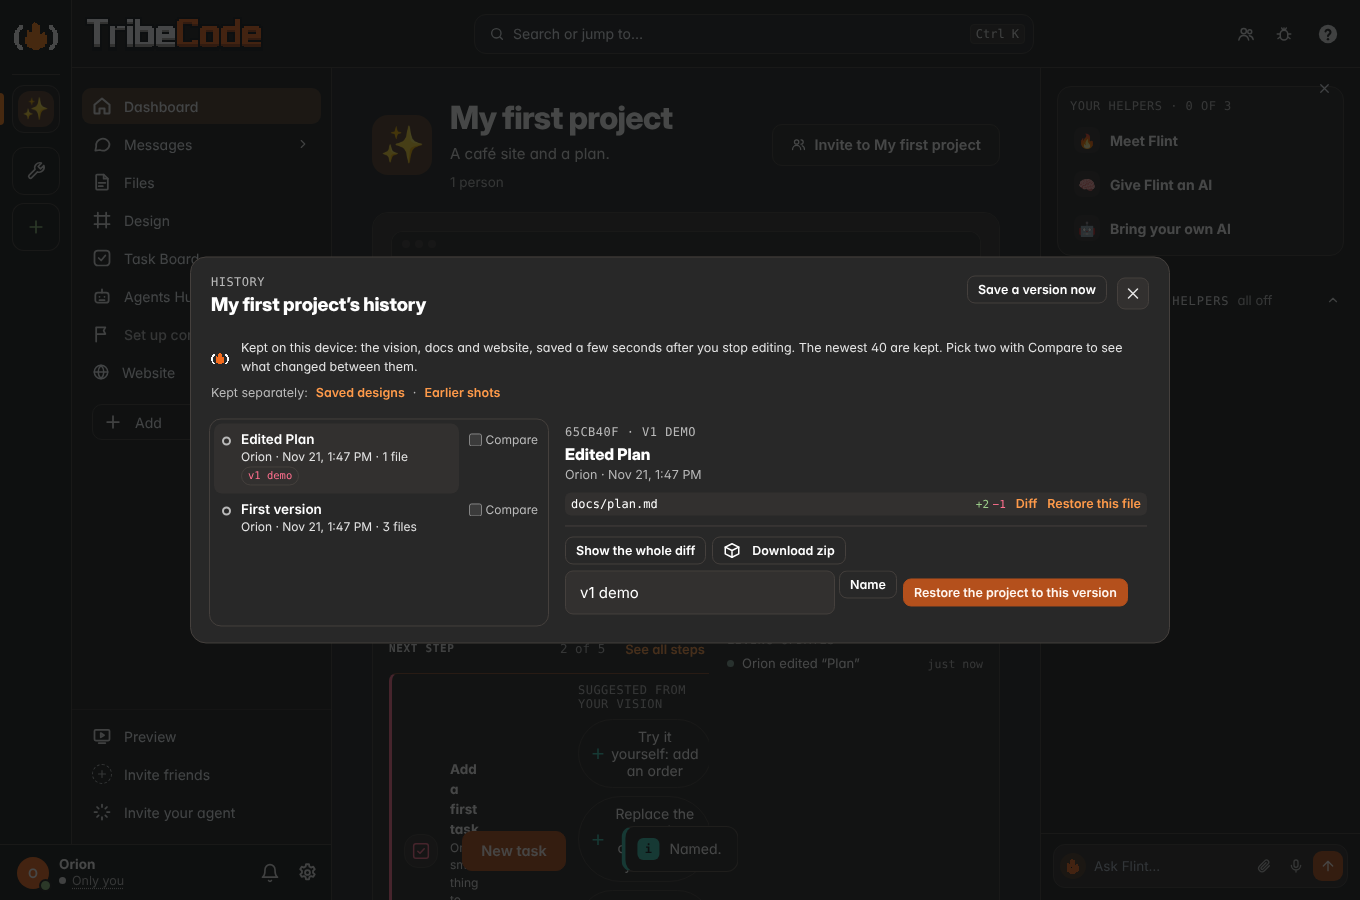 TribeCode
Search or jump to...
Ctrl K
Dashboard
Messages
Files
Design
Task Board
Agents Hu
Set up cor
Website
Add
Preview
Invite friends
Invite your agent
O
Orion
Only you
My first project
A café site and a plan.
1 person
Invite to My first project
YOUR HELPERS · 0 OF 3
Meet Flint
Give Flint an AI
Bring your own AI
HELPERS all off
HISTORY
My first project's history
Save a version now
Kept on this device: the vision, docs and website, saved a few seconds after you stop editing. The newest 40 are kept. Pick two with Compare to see
what changed between them.
Kept separately: Saved designs · Earlier shots
Edited Plan
Orion · Nov 21, 1:47 PM · 1 file
v1 demo
Compare
First version
Orion · Nov 21, 1:47 PM · 3 files
Compare
65CB40F · V1 DEMO
Edited Plan
Orion · Nov 21, 1:47 PM
docs/plan.md
+2 −1 Diff Restore this file
Show the whole diff
Download zip
v1 demo
Name
Restore the project to this version
NEXT STEP
2 of 5
See all steps
Orion edited “Plan”
just now
SUGGESTED FROM
YOUR VISION
Try it
yourself: add
an order
Replace the
Add
a
first
task
thing
New task
Named.
Ask Flint...